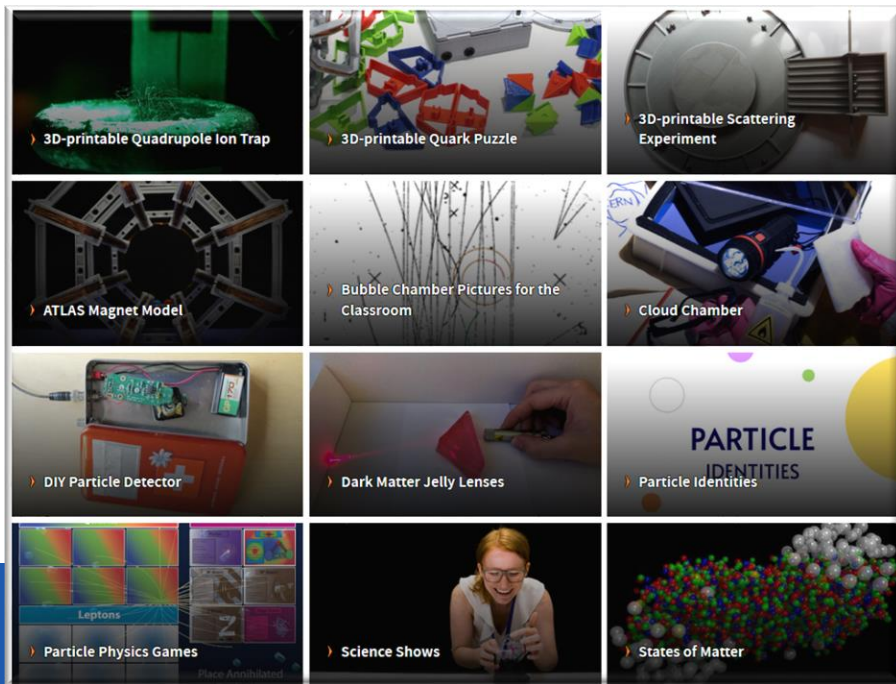 3D-printable Quadrupole Ion Trap
3D-printable Quark Puzzle
3D-printable Scattering
Experiment
ATLAS Magnet Model
Bubble Chamber Pictures for the
Classroom
ERN
Cloud Chamber
DIY Particle Detector
Dark Matter Jelly Lenses
PARTICLE
IDENTITIES
Particle Identities
Leptons
Z
Particle Physics Games
Place Annihilated
Science Shows
States of Matter